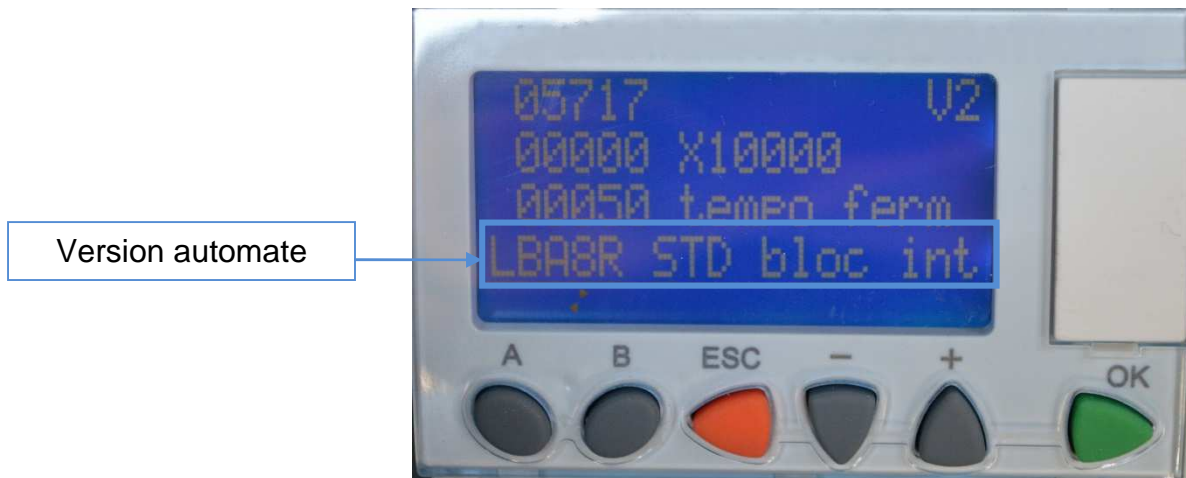 05717 V2
00000 X10000
00050 tempo ferm
Version automate
LBA8R STD bloc int
A B ESC - +
OK